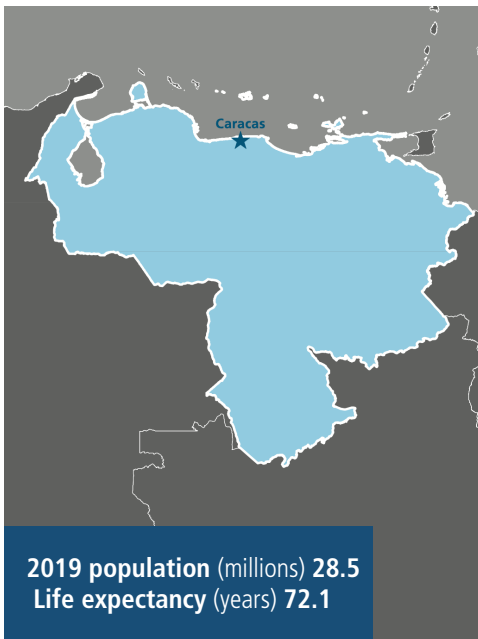 Caracas
2019 population (millions) 28.5
Life expectancy (years) 72.1